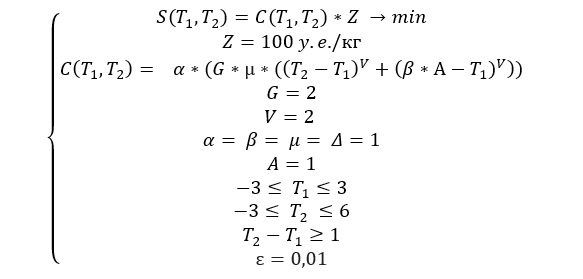 S(T₁,T₂) = C(T₁,T₂) * Z → min
Z = 100 у.е./кг
C(T₁,T₂) = α * (G * μ * ((T₂ − T₁)ⱽ + (β * A − T₁)ⱽ))
G = 2
V = 2
α = β = μ = Δ = 1
A = 1
−3 ≤ T₁ ≤ 3
−3 ≤ T₂ ≤ 6
T₂ − T₁ ≥ 1
ε = 0,01